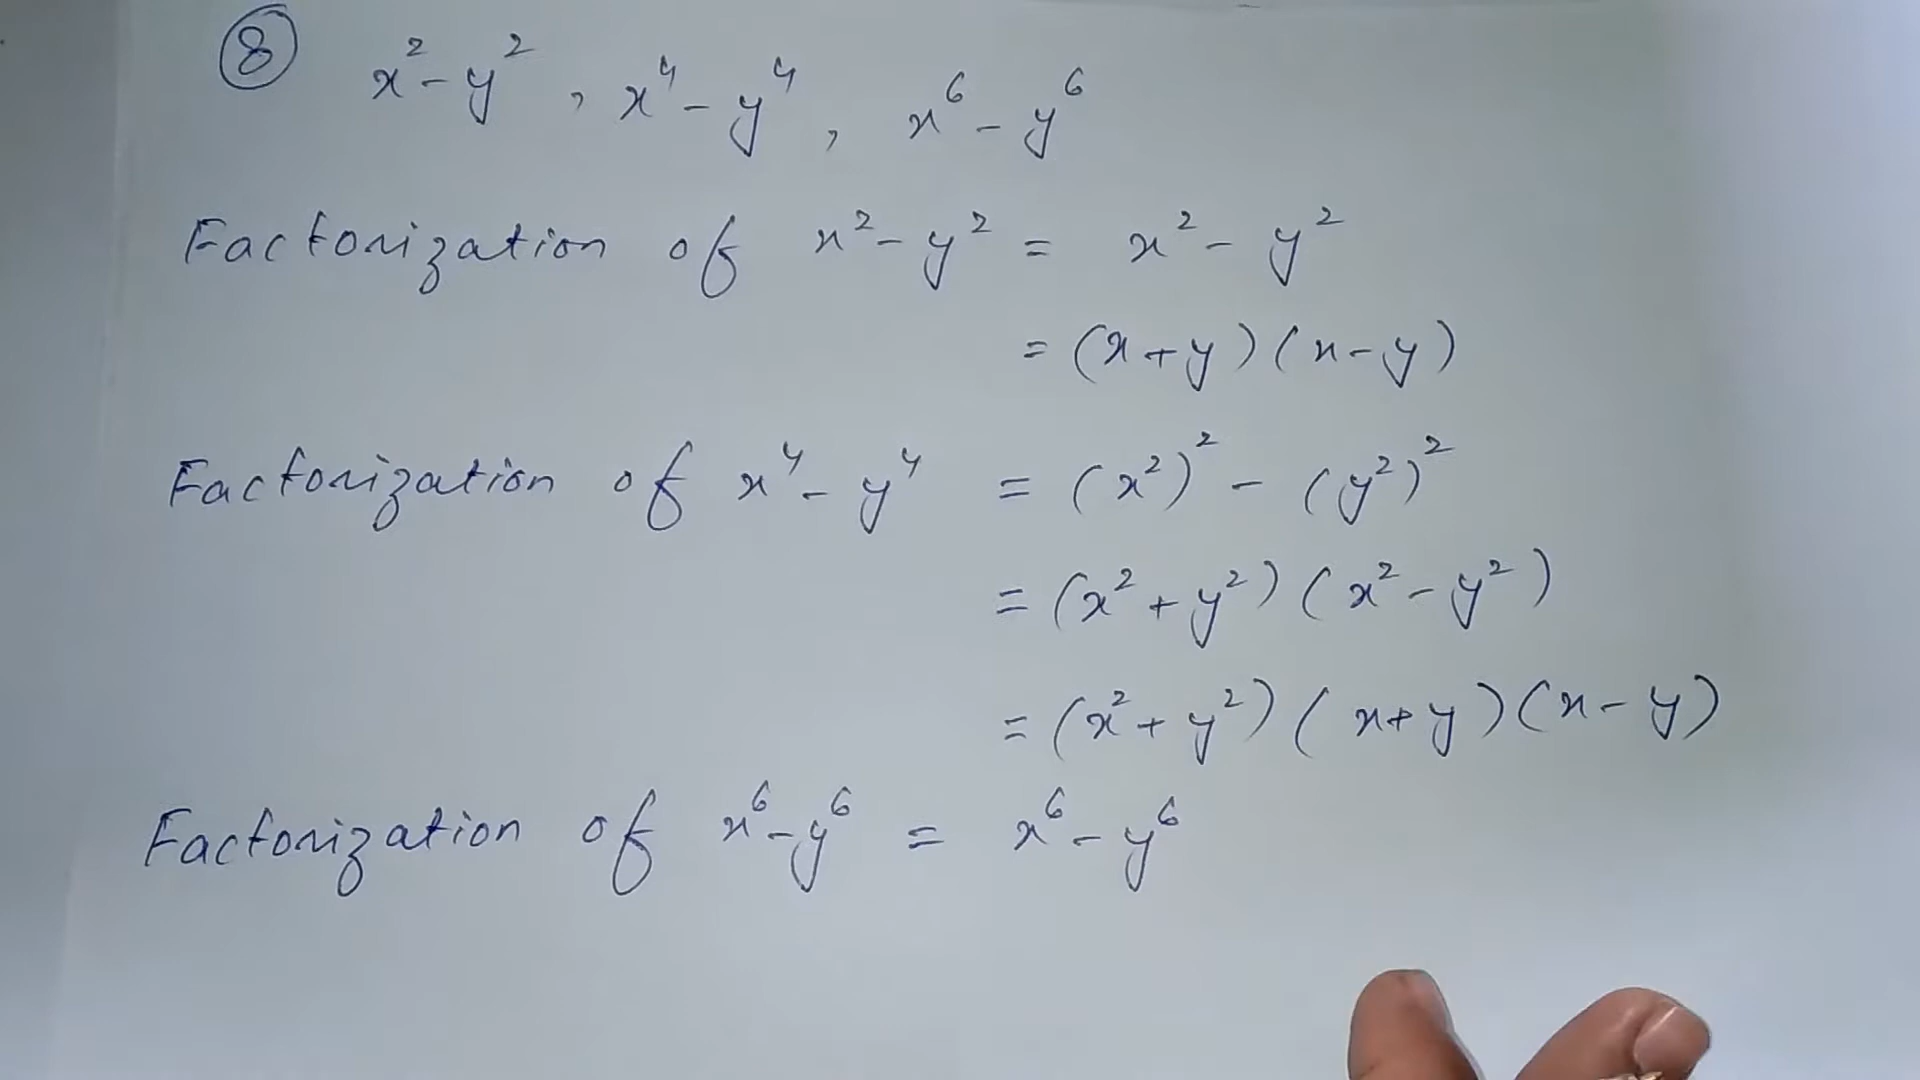 ⑧ x² - y² , x⁴ - y⁴ , x⁶ - y⁶
Factorization of x² - y² = x² - y²
= (x + y) (x - y)
Factorization of x⁴ - y⁴ = (x²)² - (y²)²
= (x² + y²) (x² - y²)
= (x² + y²) (x + y) (x - y)
Factorization of x⁶ - y⁶ = x⁶ - y⁶